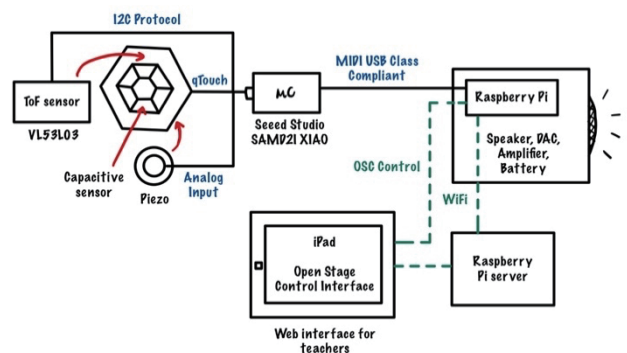 I2C Protocol
ToF sensor
VL53L03
qTouch
MC
Seeed Studio
SAMD21 XIAO
MIDI USB Class
Compliant
Raspberry Pi
Speaker, DAC,
Amplifier,
Battery
Capacitive
sensor
Piezo
Analog
Input
OSC Control
WiFi
iPad
Open Stage
Control Interface
Raspberry
Pi server
Web interface for
teachers